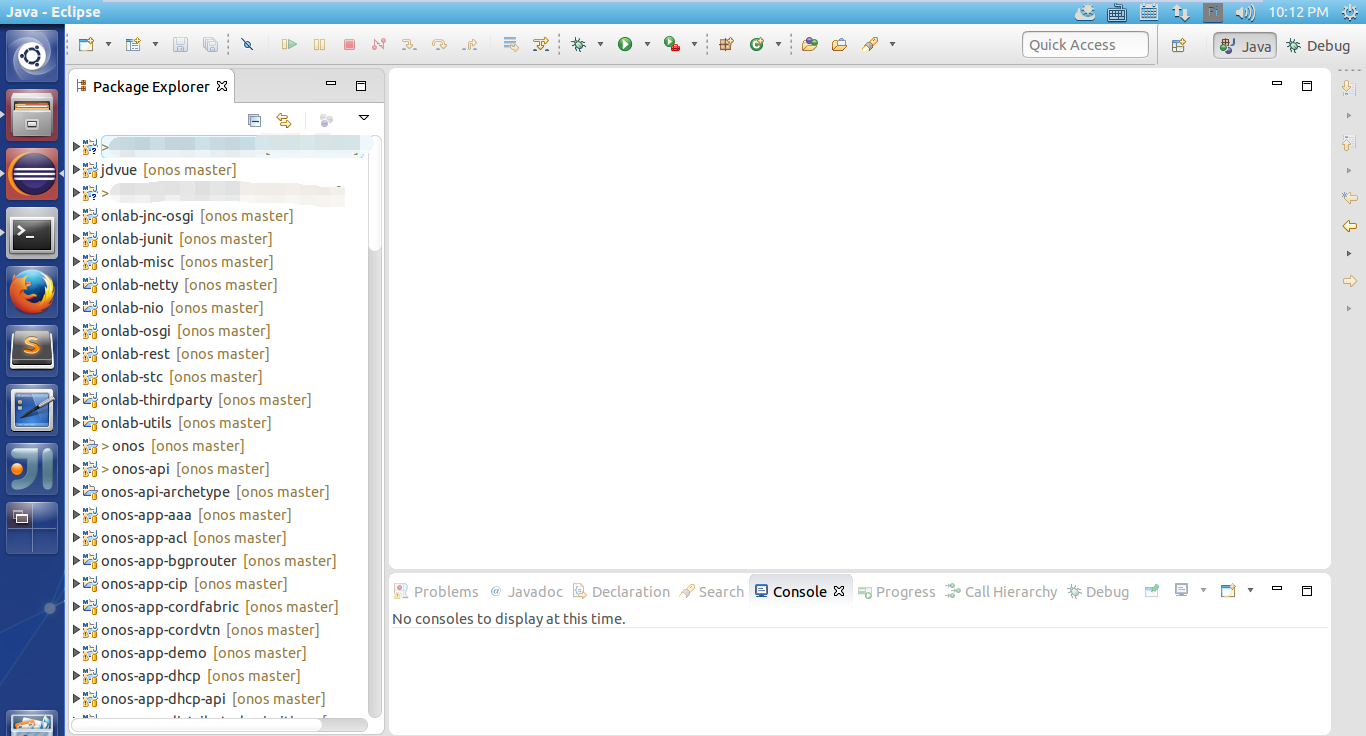 Java - Eclipse
Fi
10:12 PM
Quick Access
Java
Debug
Package Explorer
>
jdvue [onos master]
>
onlab-jnc-osgi [onos master]
onlab-junit [onos master]
onlab-misc [onos master]
onlab-netty [onos master]
onlab-nio [onos master]
onlab-osgi [onos master]
onlab-rest [onos master]
onlab-stc [onos master]
onlab-thirdparty [onos master]
onlab-utils [onos master]
> onos [onos master]
> onos-api [onos master]
onos-api-archetype [onos master]
onos-app-aaa [onos master]
onos-app-acl [onos master]
onos-app-bgprouter [onos master]
onos-app-cip [onos master]
onos-app-cordfabric [onos master]
onos-app-cordvtn [onos master]
onos-app-demo [onos master]
onos-app-dhcp [onos master]
onos-app-dhcp-api [onos master]
Problems @ Javadoc Declaration Search Console Progress Call Hierarchy Debug
No consoles to display at this time.